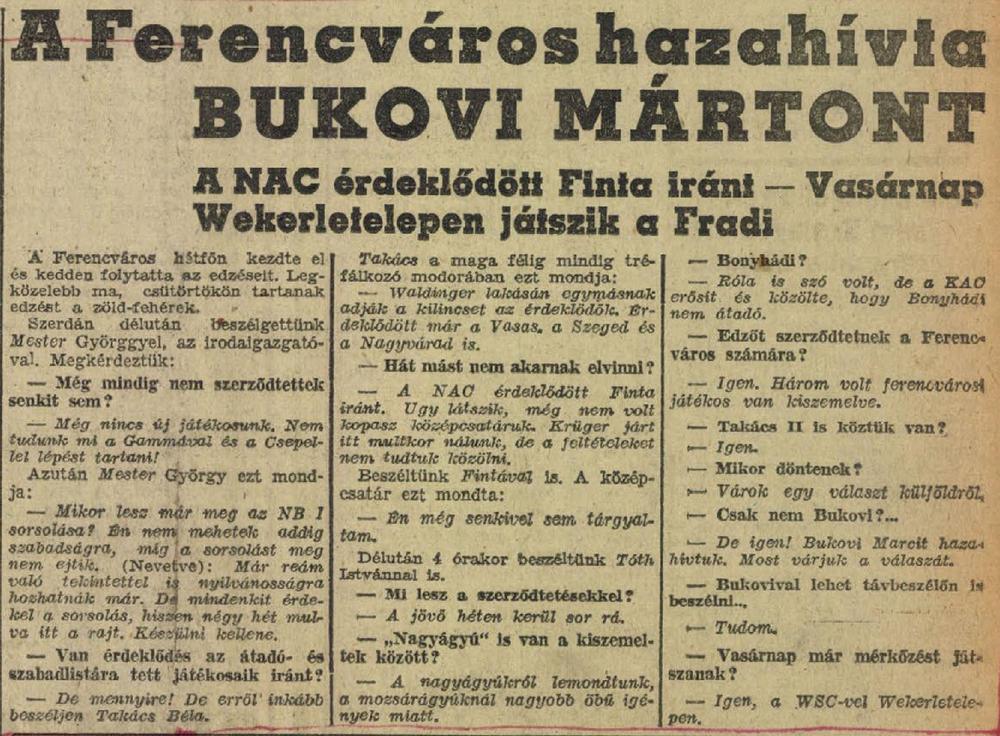 A Ferencváros hazahívta
BUKOVI MÁRTONT
A NAC érdeklődött Finta iránt — Vasárnap
Wekerletelepen játszik a Fradi
A Ferencváros hétfőn kezdte el
és kedden folytatta az edzéseit. Leg-
közelebb ma, csütörtökön tartanak
edzést a zöld-fehérek.
Szerdán délután beszélgettünk
Mester Györggyel, az irodaigazgató-
val. Megkérdeztük:
— Még mindig nem szerződtettek
senkit sem?
— Még nincs új játékosunk. Nem
tudunk mi a Gammával és a Csepel-
lel lépést tartani!
Azután Mester György ezt mond-
ja:
— Mikor lesz már meg az NB I
sorsolása? Én nem mehetek addig
szabadságra, míg a sorsolást meg
nem ejtik. (Nevetve): Már reám
való tekintettel is nyilvánosságra
hozhatnák már. De mindenkit érde-
kel a sorsolás, hiszen négy hét mul-
va itt a rajt. Készülni kellene.
— Van érdeklődés az átadó- és
szabadlistára tett játékosaik iránt?
— De mennyire! De erről inkább
beszéljen Takács Béla.
Takács a maga félig mindig tré-
fálkozó modorában ezt mondja:
— Waldinger lakásán egymásnak
adják a kilincset az érdeklődők. Ér-
deklődött már a Vasas, a Szeged és
a Nagyvárad is.
— Hát mást nem akarnak elvinni?
— A NAC érdeklődött Finta
iránt. Ugy látszik, még nem volt
kopasz középcsatáruk. Krüger járt
itt multkor nálunk, de a feltételeket
nem tudtuk közölni.
Beszéltünk Fintával is. A közép-
csatár ezt mondta:
— Én még senkivel sem tárgyal-
tam.
Délután 4 órakor beszéltünk Tóth
Istvánnal is.
— Mi lesz a szerződtetésekkel?
— A jövő héten kerül sor rá.
— „Nagyágyú“ is van a kiszemel-
tek között?
— A nagyágyúkról lemondtunk,
a mozsárágyúknál nagyobb öbű igé-
nyek miatt.
— Bonyhádi?
— Róla is szó volt, de a KAC
erősit és közölte, hogy Bonyhádi
nem átadó.
— Edzőt szerződtetnek a Ferenc-
város számára?
— Igen. Három volt ferencvárosi
játékos van kiszemelve.
— Takács II is köztük van?
— Igen.
— Mikor döntenek?
— Várok egy választ külföldről.
— Csak nem Bukovi?...
— De igen! Bukovi Marcit haza-
hívtuk. Most várjuk a válaszát.
— Bukovival lehet távbeszélőn is
beszélni...
— Tudom.
— Vasárnap már mérkőzést ját-
szanak?
— Igen, a WSC-vel Wekerletele-
pen.